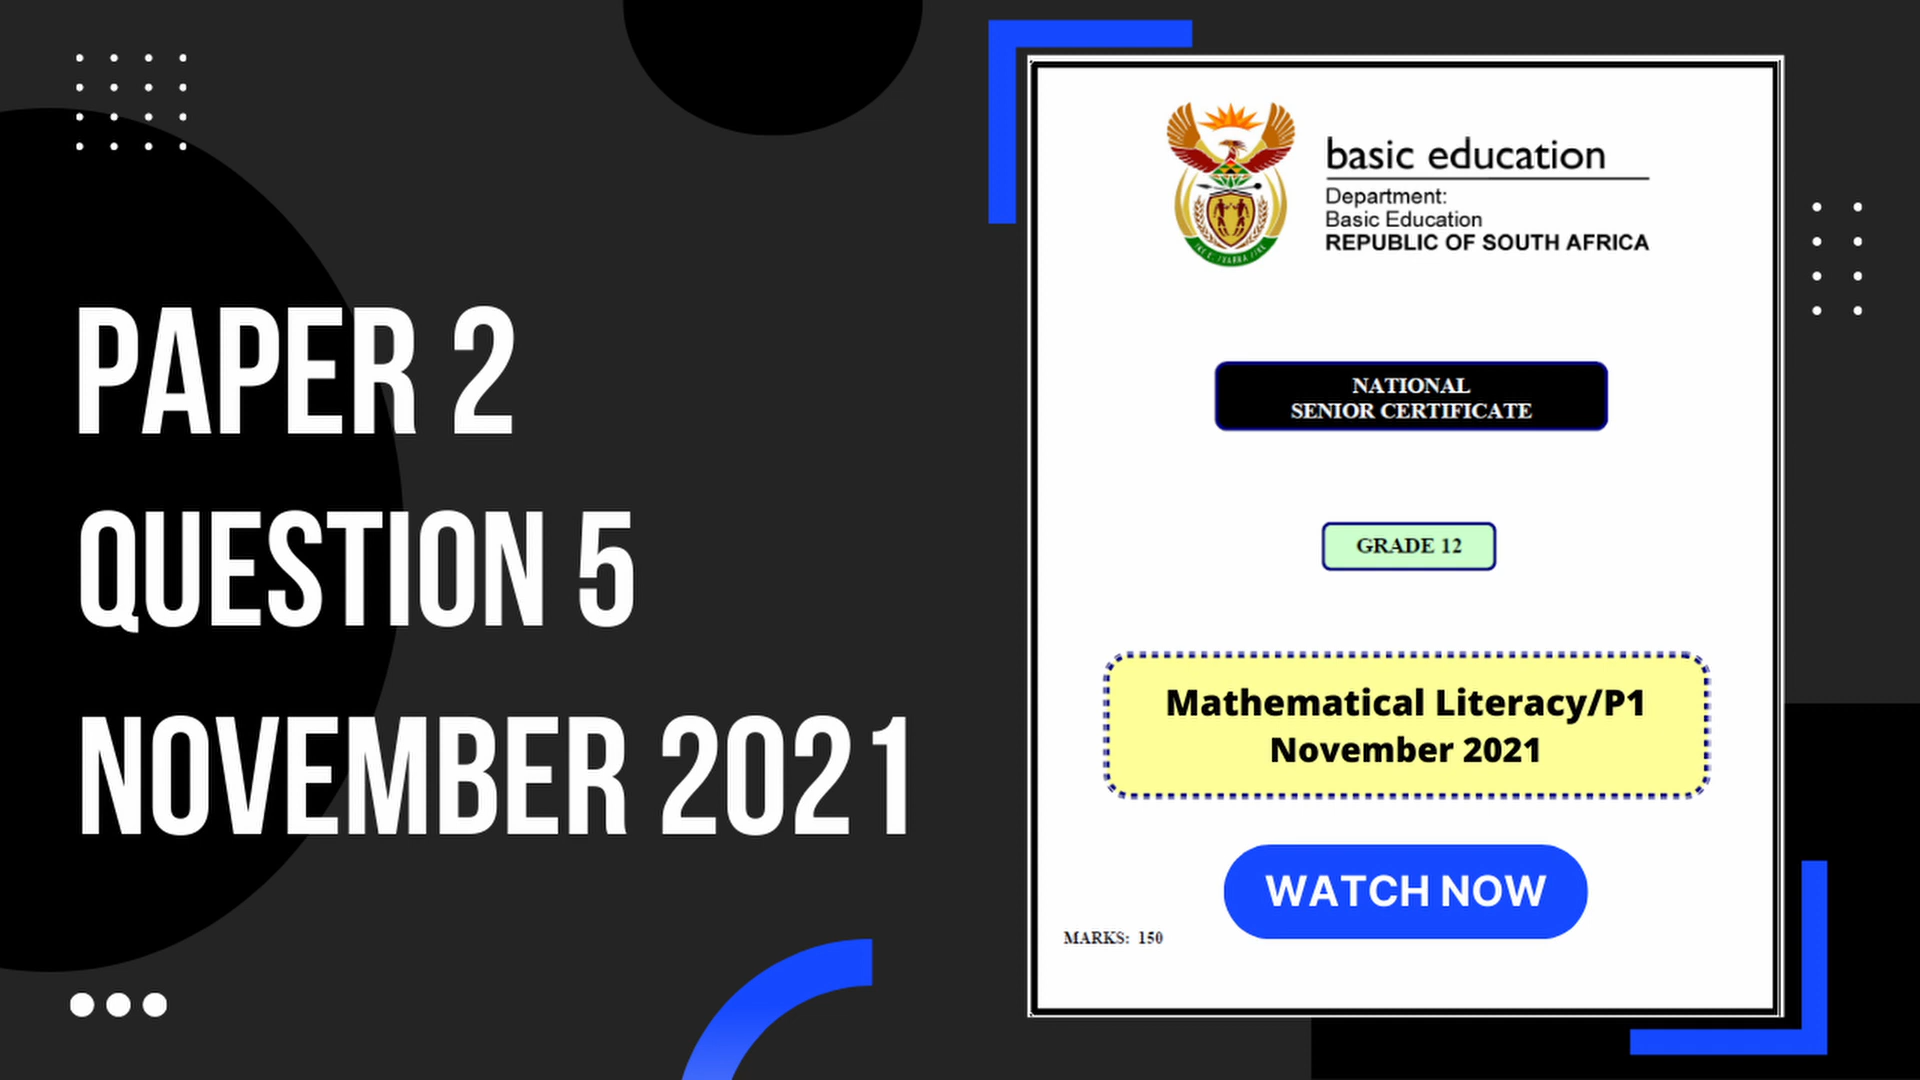 PAPER 2
QUESTION 5
NOVEMBER 2021
basic education
Department:
Basic Education
REPUBLIC OF SOUTH AFRICA
NATIONAL
SENIOR CERTIFICATE
GRADE 12
Mathematical Literacy/P1
November 2021
WATCH NOW
MARKS: 150